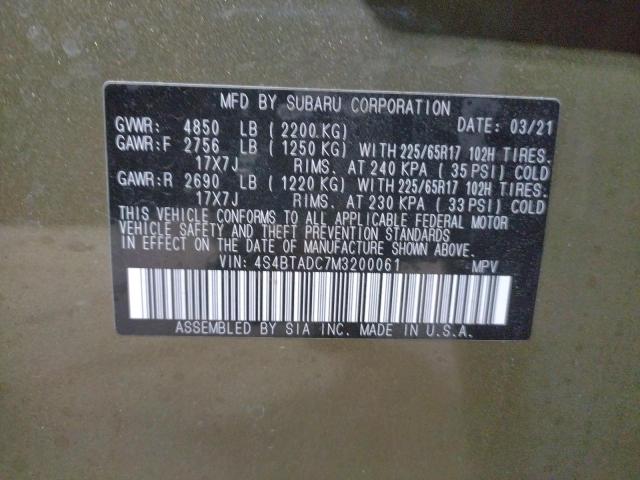 MFD BY SUBARU CORPORATION DATE: 03/21
GVWR: 4850 LB (2200 KG)
GAWR:F 2756 LB (1250 KG) WITH 225/65R17 102H TIRES.
17X7J RIMS. AT 240 KPA (35 PSI) COLD
GAWR:R 2690 LB (1220 KG) WITH 225/65R17 102H TIRES.
17X7J RIMS. AT 230 KPA (33 PSI) COLD
THIS VEHICLE CONFORMS TO ALL APPLICABLE FEDERAL MOTOR
VEHICLE SAFETY AND THEFT PREVENTION STANDARDS
IN EFFECT ON THE DATE OF MANUFACTURE SHOWN ABOVE.
VIN: 4S4BTADC7M3200061 MPV
ASSEMBLED BY SIA INC. MADE IN U.S.A.